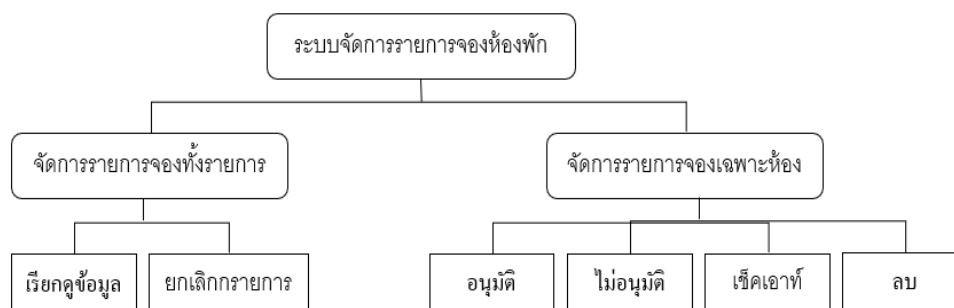 ระบบจัดการรายการจองห้องพัก
จัดการรายการจองทั้งรายการ
จัดการรายการจองเฉพาะห้อง
เรียกดูข้อมูล
ยกเลิกกรายการ
อนุมัติ
ไม่อนุมัติ
เช็คเอาท์
ลบ